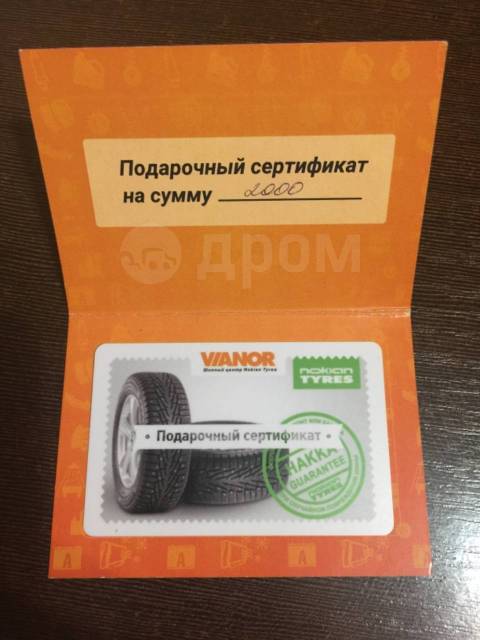 Подарочный сертификат
на сумму 2000
ДРОМ
VIANOR
Шинный центр Nokian Tyres
nokian
TYRES
Подарочный сертификат
HAKKA
GUARANTEE
TYRES